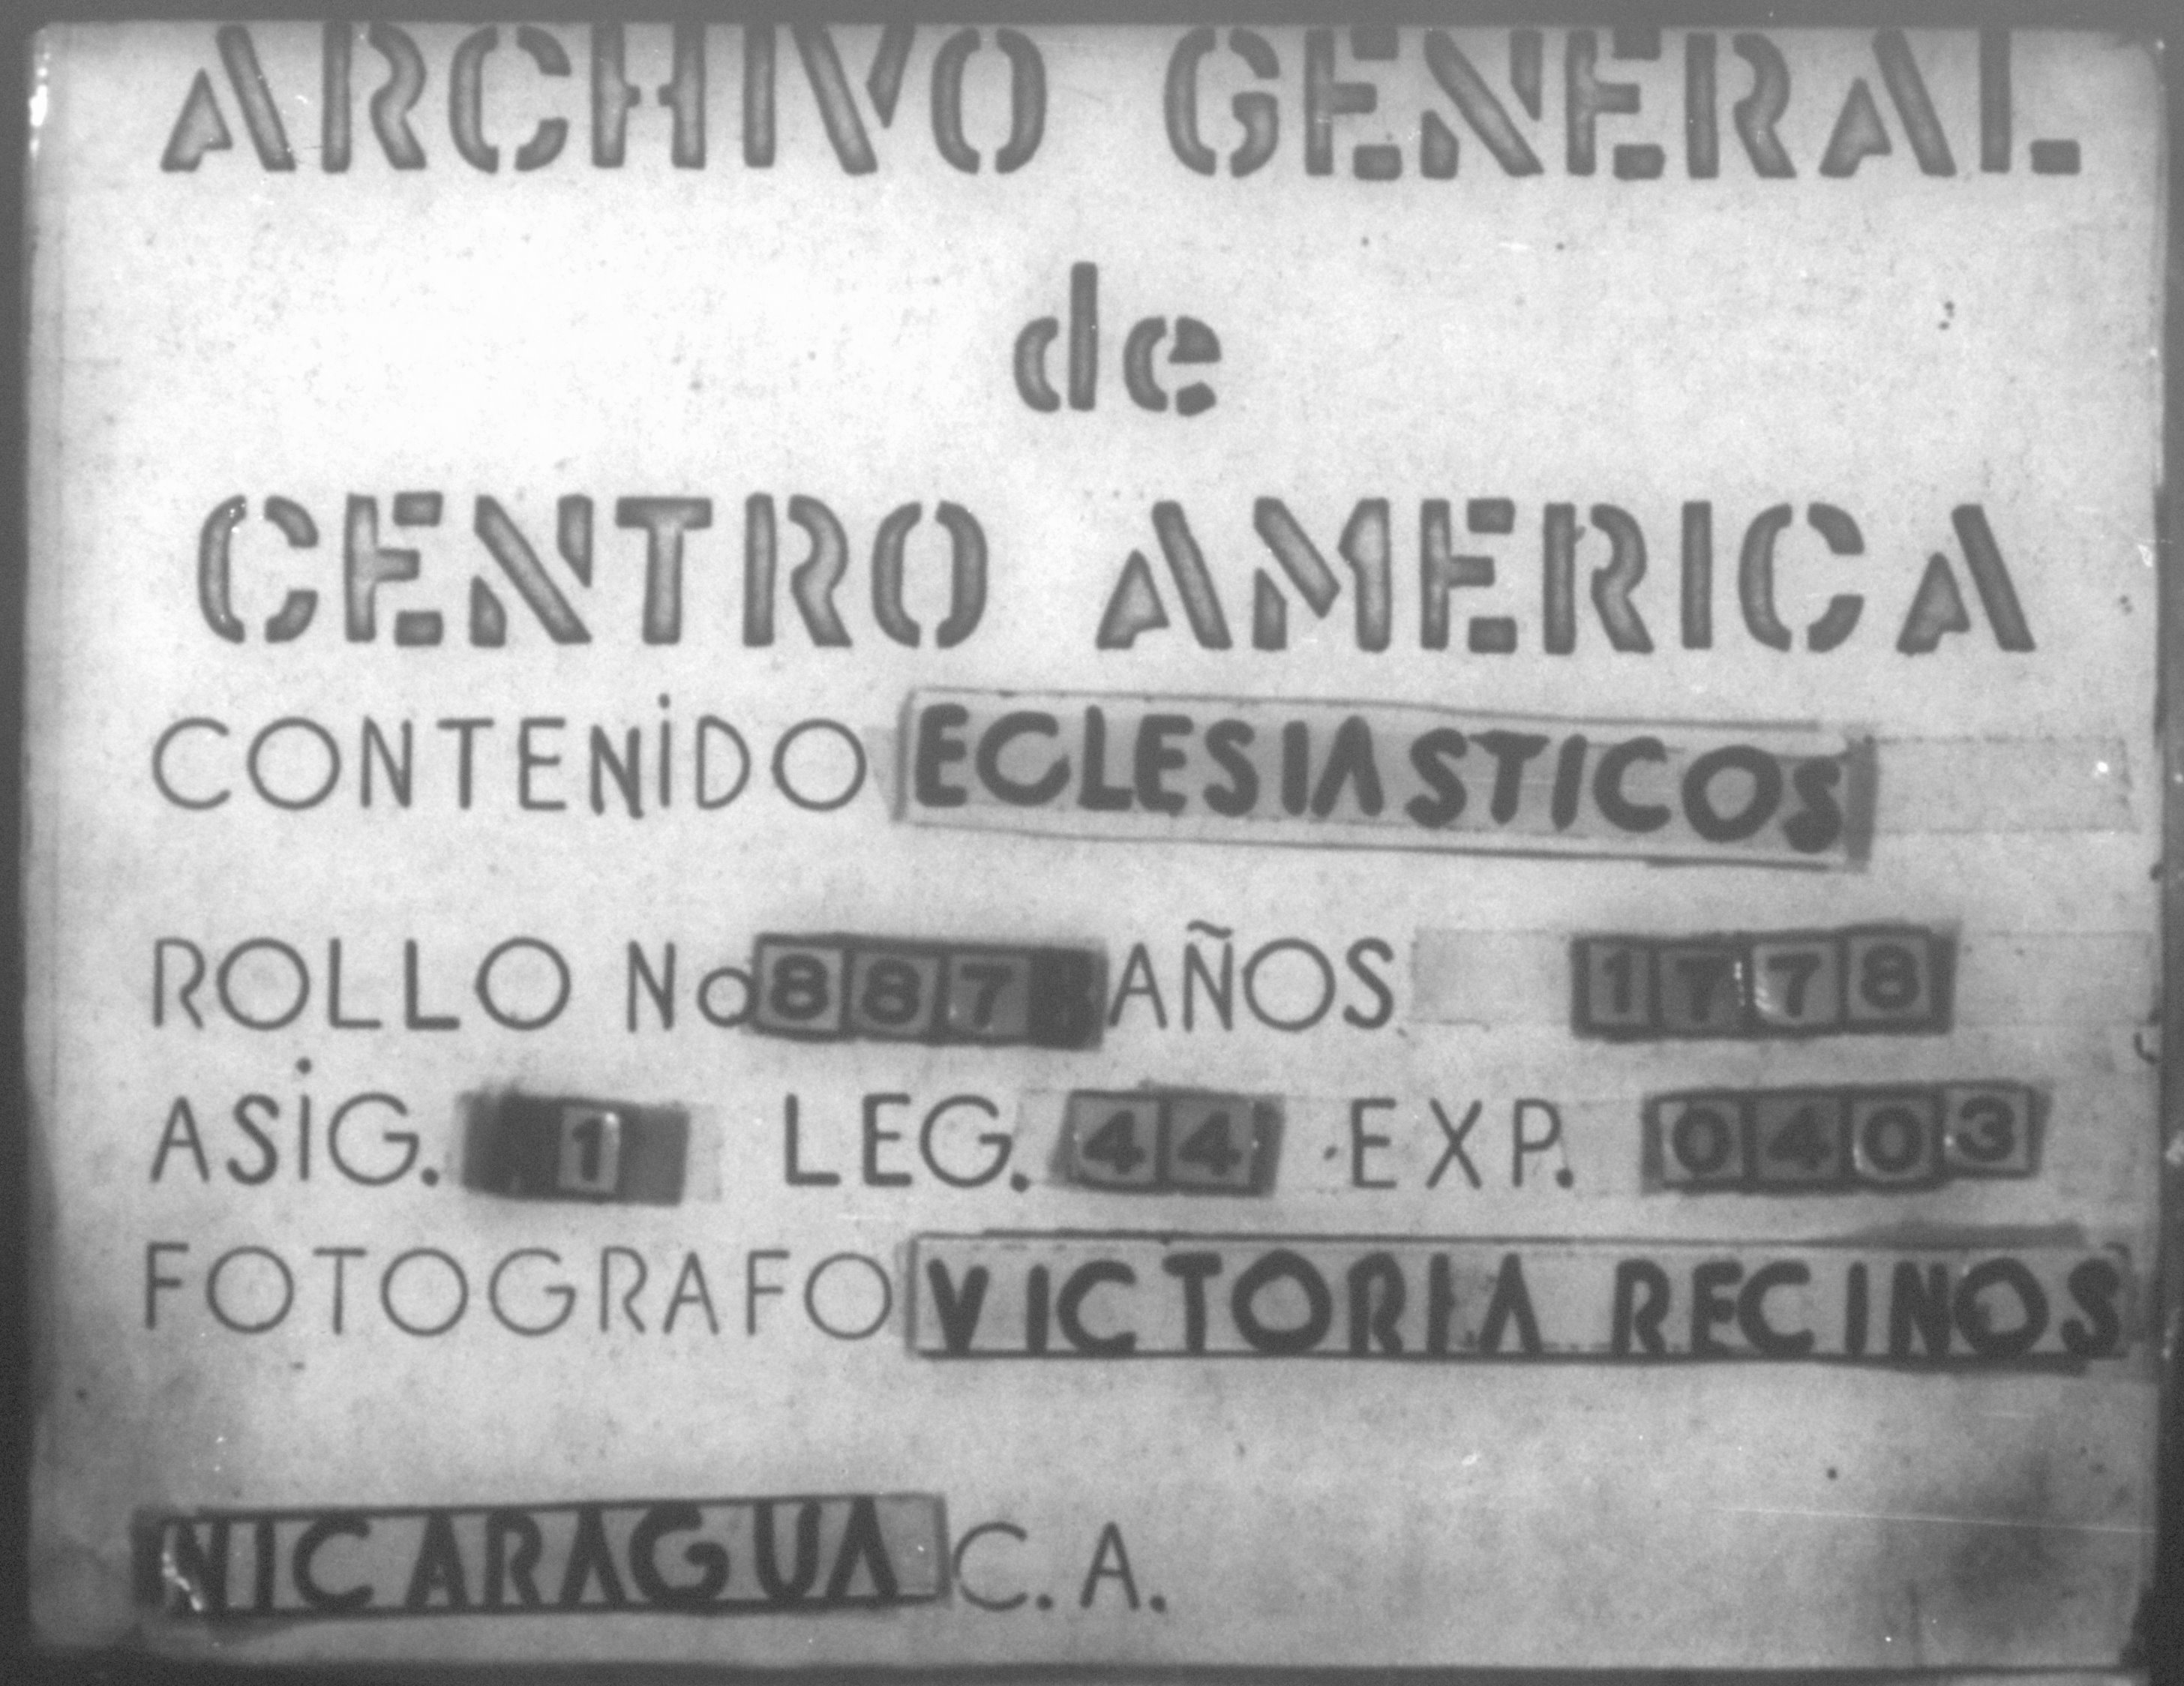 ARCHIVO GENERAL
de
CENTRO AMERICA
CONTENIDO ECLESIASTICOS
ROLLO No 887 AÑOS 1778
ASIG. 1 LEG. 44 EXP. 0403
FOTOGRAFO VICTORIA RECINOS
NICARAGUA C.A.